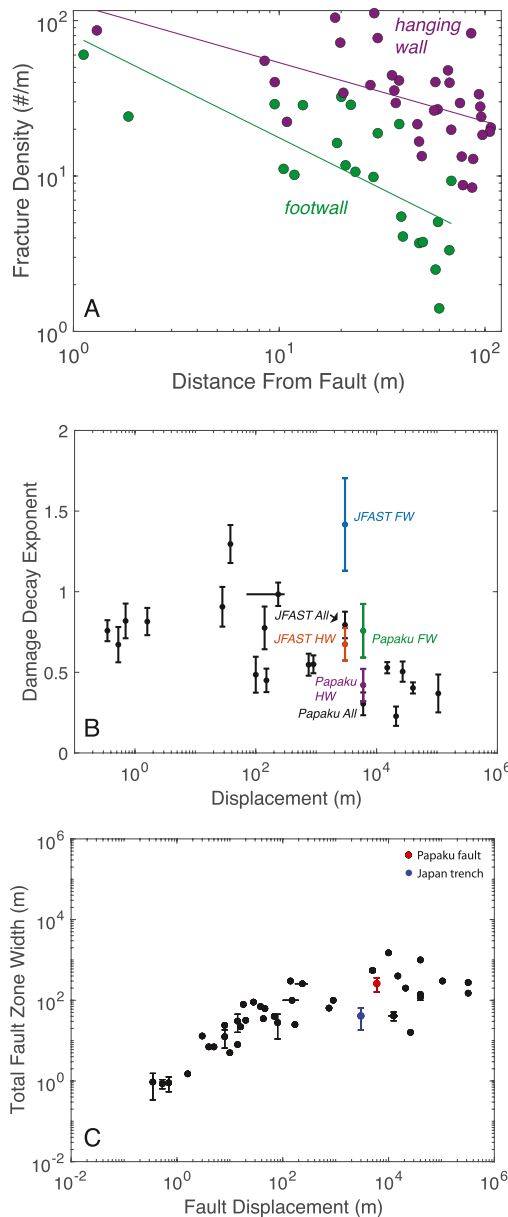 10²
10¹
10⁰
Fracture Density (#/m)
hanging
wall
footwall
A
10⁰
10¹
10²
Distance From Fault (m)
2
1.5
1
0.5
0
Damage Decay Exponent
JFAST FW
JFAST All
JFAST HW
Papaku FW
Papaku
HW
Papaku All
B
10⁰
10²
10⁴
10⁶
Displacement (m)
10⁶
10⁴
10²
10⁰
10⁻²
Total Fault Zone Width (m)
Papaku fault
Japan trench
C
10⁻²
10⁰
10²
10⁴
10⁶
Fault Displacement (m)